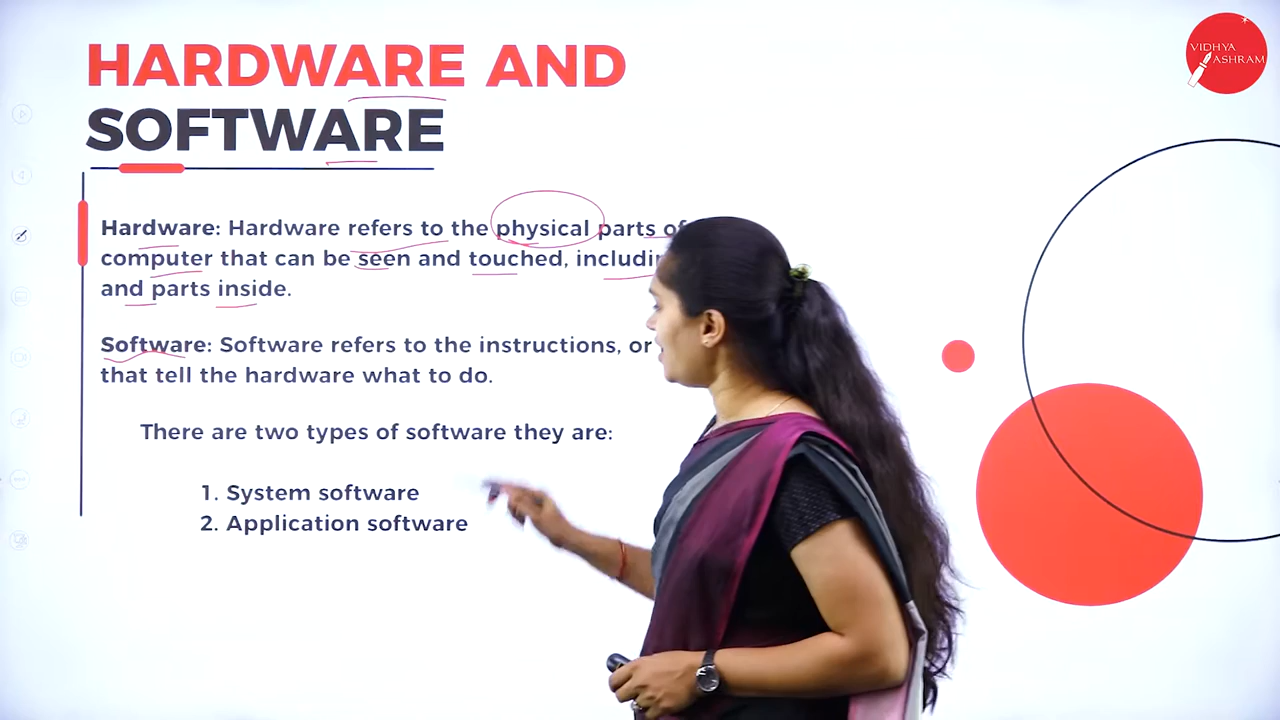 HARDWARE AND
SOFTWARE
VIDHYA
ASHRAM
Hardware: Hardware refers to the physical parts of
computer that can be seen and touched,
and parts inside.
Software: Software refers to the instructions, or
that tell the hardware what to do.
There are two types of software they are:
1. System software
2. Application software